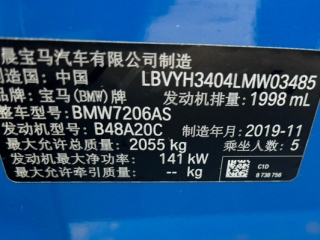 晨宝马汽车有限公司制造
造国:中国 LBVYH3404LMW03485
品牌:宝马(BMW)牌 发动机排量:1998 mL
整车型号:BMW7206AS
发动机型号:B48A20C 制造年月:2019-11
最大允许总质量: 2055 kg 乘坐人数: 5
发动机最大净功率: 141 kW
最大允许牵引质量: -- kg
C1D
8 738 756